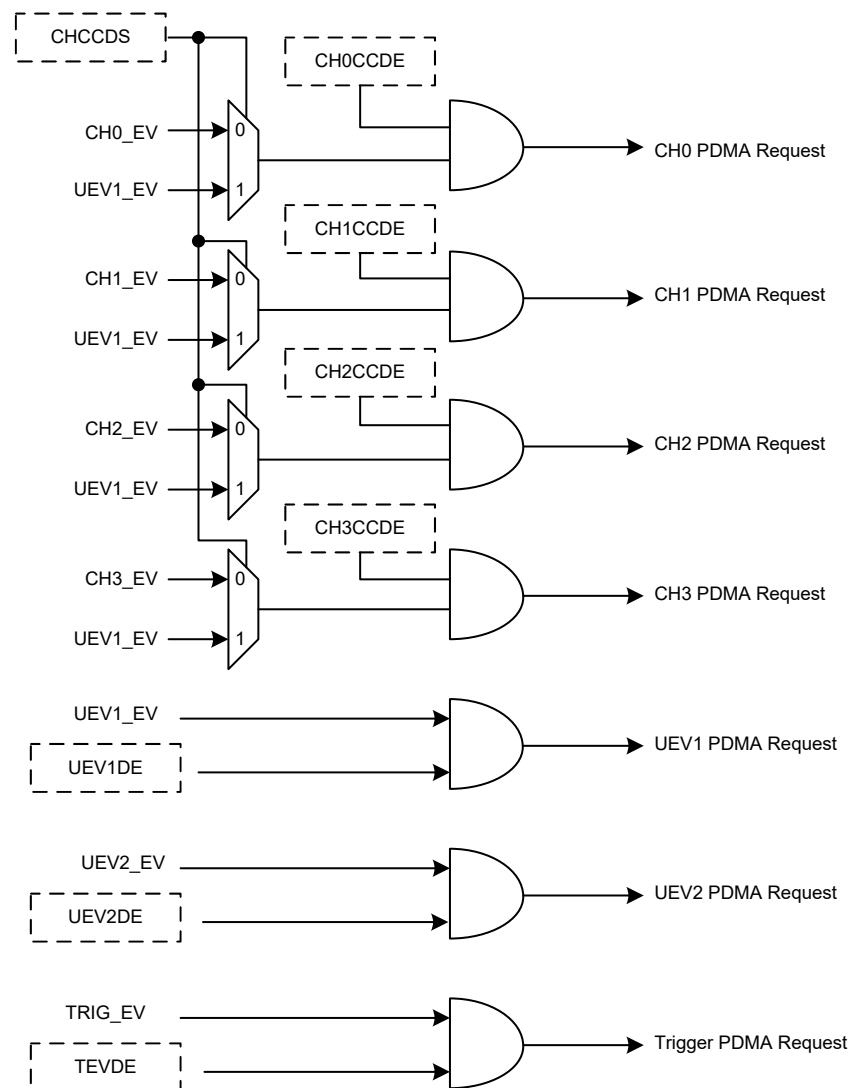 CHCCDS
CH0CCDE
CH0_EV
0
CH0 PDMA Request
UEV1_EV
1
CH1CCDE
CH1_EV
0
CH1 PDMA Request
UEV1_EV
1
CH2CCDE
CH2_EV
0
CH2 PDMA Request
UEV1_EV
1
CH3CCDE
CH3_EV
0
CH3 PDMA Request
UEV1_EV
1
UEV1_EV
UEV1 PDMA Request
UEV1DE
UEV2_EV
UEV2 PDMA Request
UEV2DE
TRIG_EV
Trigger PDMA Request
TEVDE